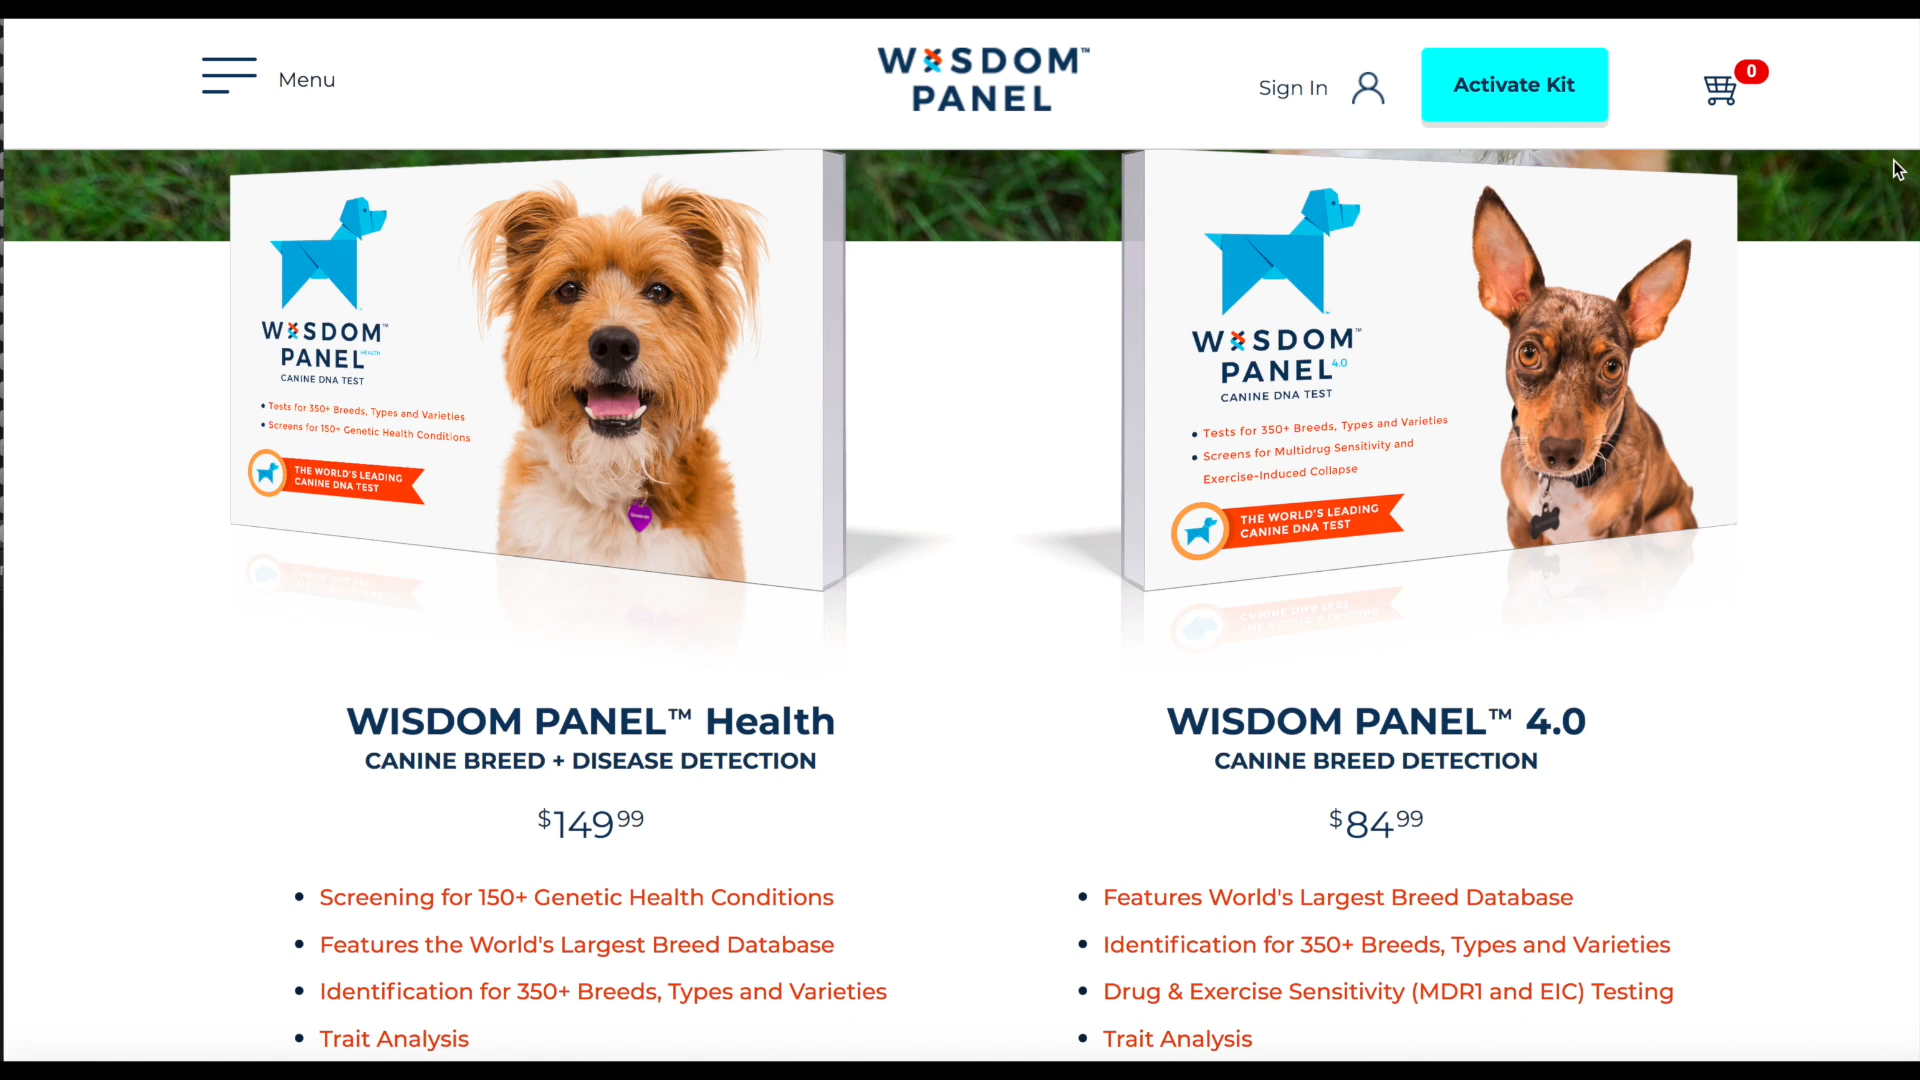 Menu
WISDOM™
PANEL
Sign In
Activate Kit
0
WISDOM™
PANEL HEALTH
CANINE DNA TEST
• Tests for 350+ Breeds, Types and Varieties
• Screens for 150+ Genetic Health Conditions
THE WORLD'S LEADING
CANINE DNA TEST
WISDOM™
PANEL 4.0
CANINE DNA TEST
• Tests for 350+ Breeds, Types and Varieties
• Screens for Multidrug Sensitivity and
Exercise-Induced Collapse
THE WORLD'S LEADING
CANINE DNA TEST
WISDOM PANEL™ Health
CANINE BREED + DISEASE DETECTION
$149 99
• Screening for 150+ Genetic Health Conditions
• Features the World's Largest Breed Database
• Identification for 350+ Breeds, Types and Varieties
• Trait Analysis
WISDOM PANEL™ 4.0
CANINE BREED DETECTION
$84 99
• Features World's Largest Breed Database
• Identification for 350+ Breeds, Types and Varieties
• Drug & Exercise Sensitivity (MDR1 and EIC) Testing
• Trait Analysis